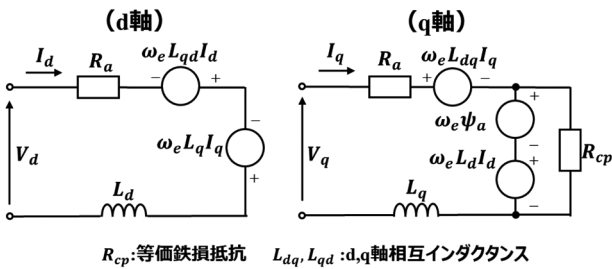 (d軸)
(q軸)
I_d
R_a
ω_e L_qd I_d
− +
−
ω_e L_q I_q
+
V_d
L_d
I_q
R_a
ω_e L_dq I_q
+ −
+
ω_e ψ_a
−
+
ω_e L_d I_d
−
R_cp
V_q
L_q
R_cp:等価鉄損抵抗 L_dq, L_qd :d,q軸相互インダクタンス